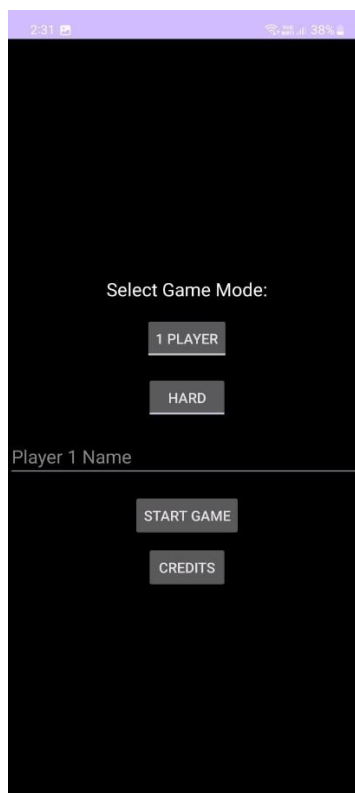 2:31 38%
Select Game Mode:
1 PLAYER
HARD
Player 1 Name
START GAME
CREDITS